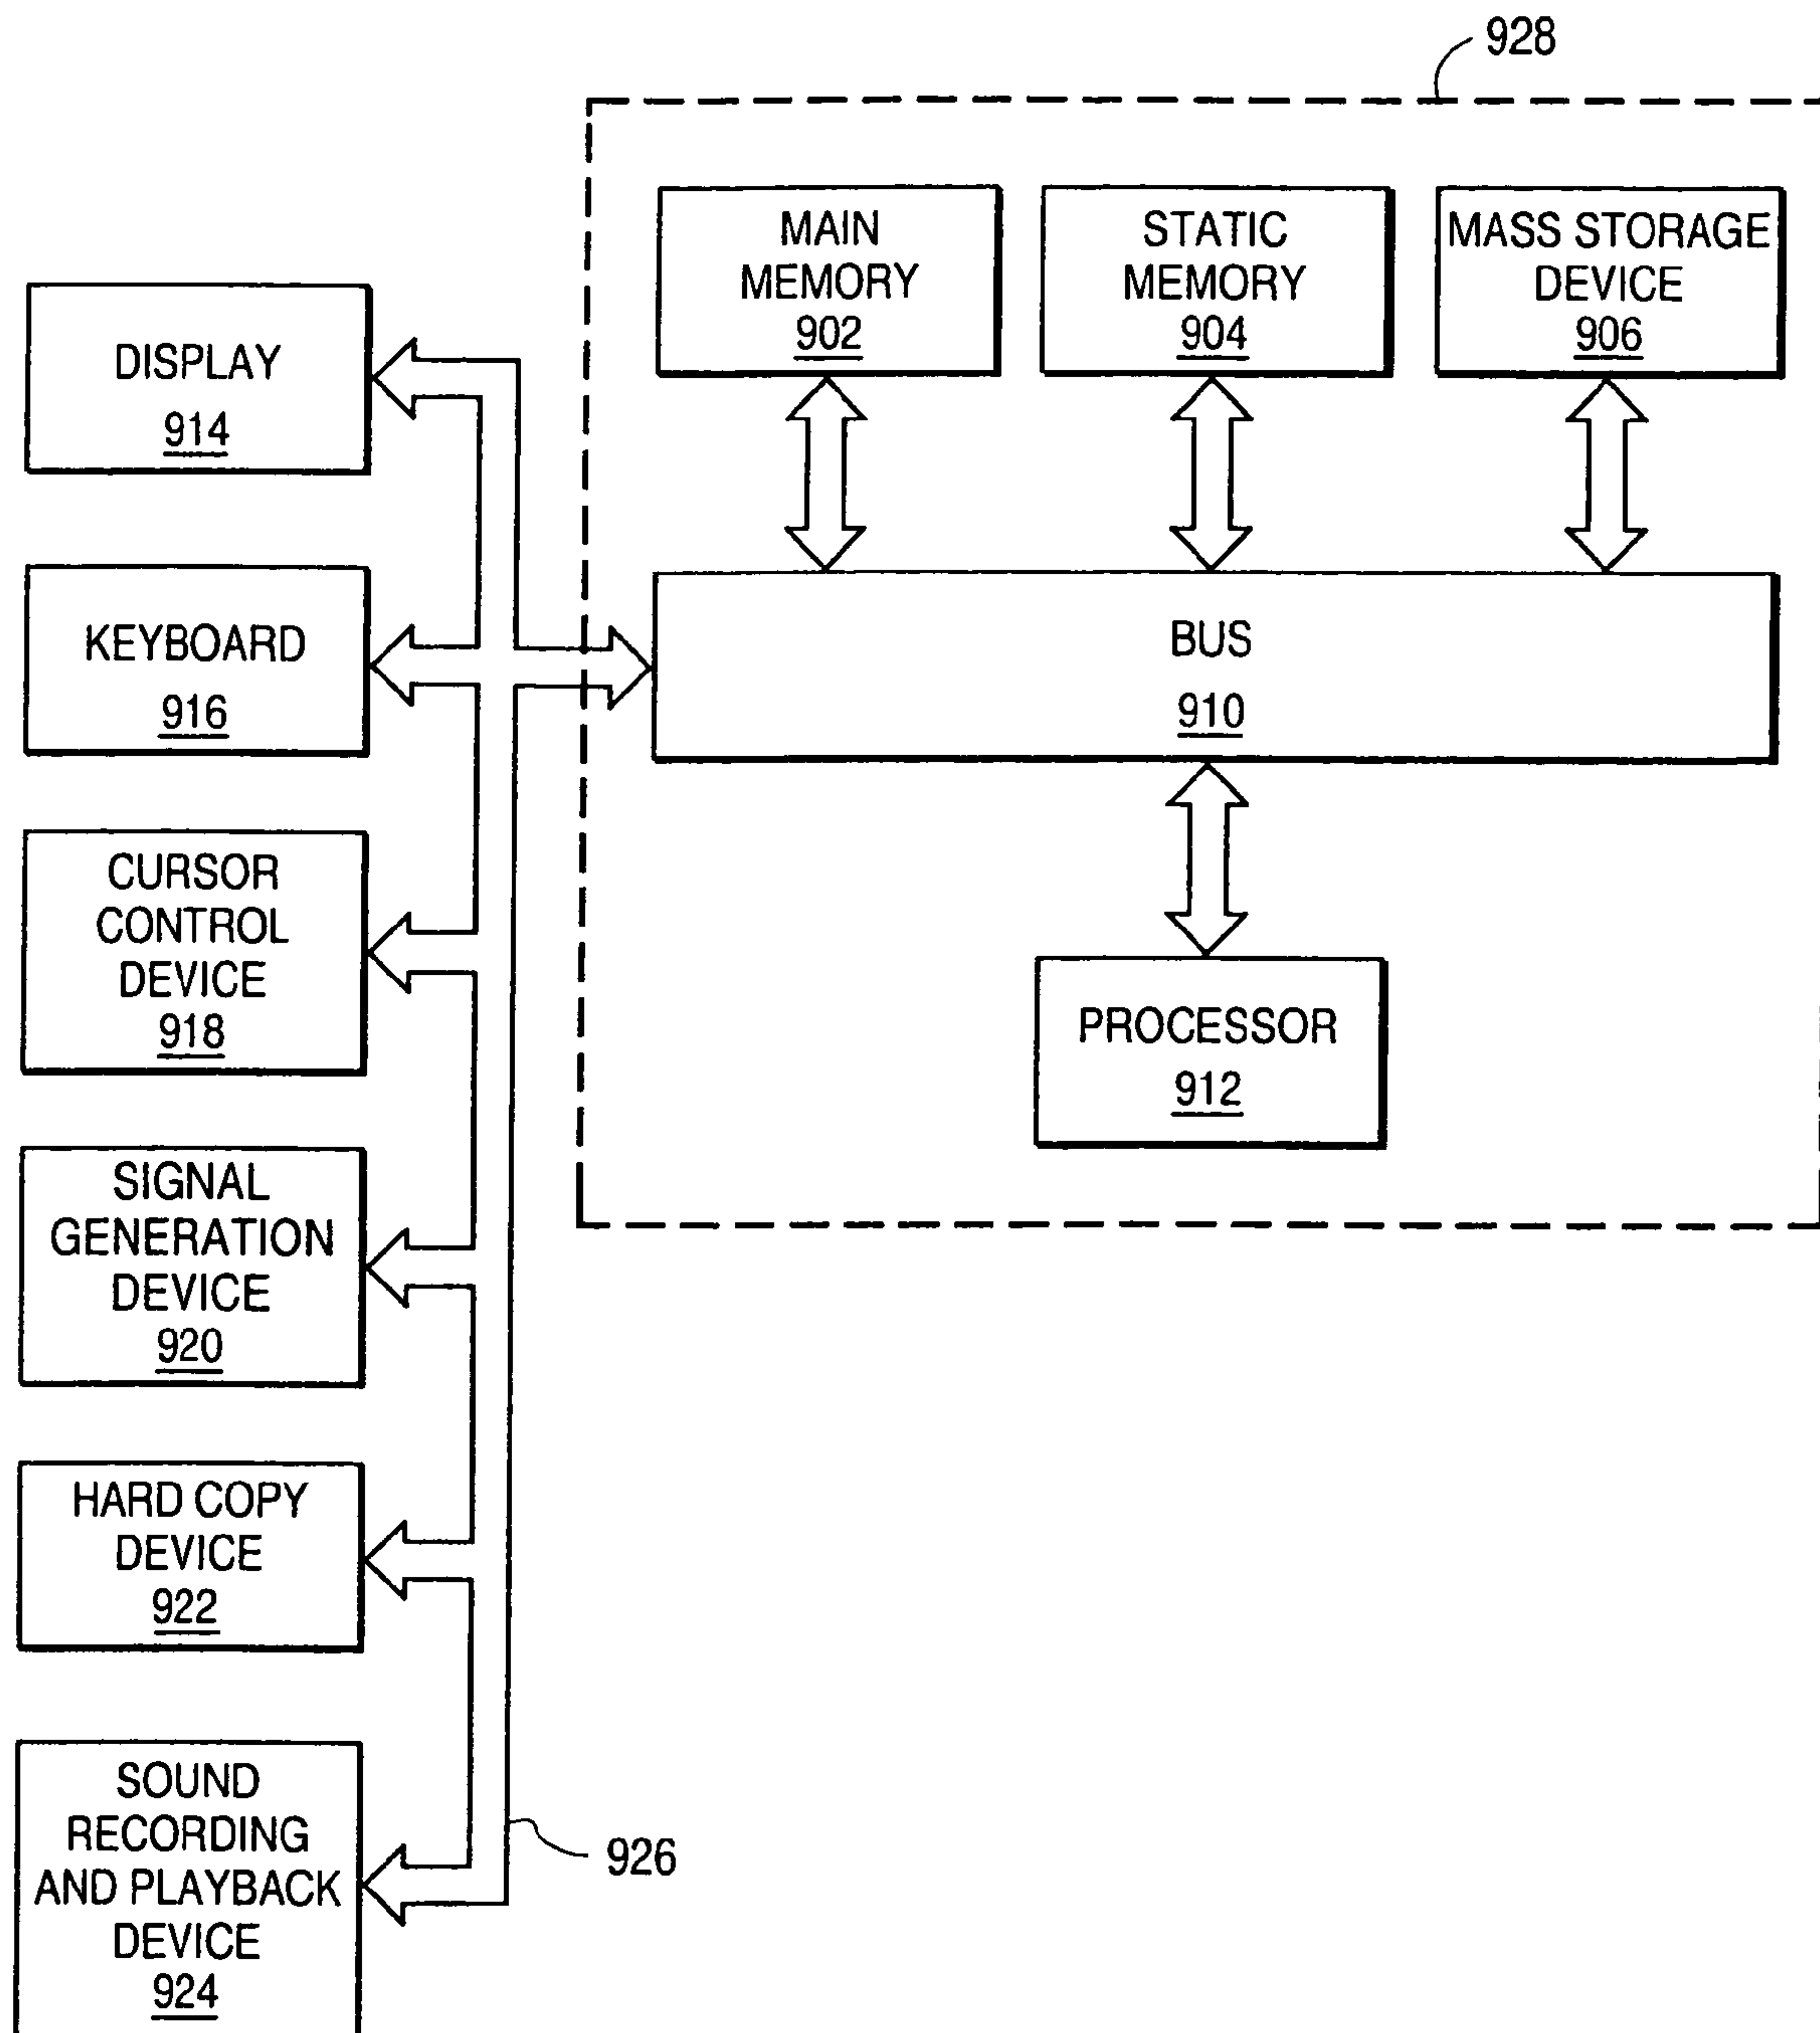 928
MAIN
MEMORY
902
STATIC
MEMORY
904
MASS STORAGE
DEVICE
906
DISPLAY
914
KEYBOARD
916
BUS
910
CURSOR
CONTROL
DEVICE
918
PROCESSOR
912
SIGNAL
GENERATION
DEVICE
920
HARD COPY
DEVICE
922
SOUND
RECORDING
AND PLAYBACK
DEVICE
924
926